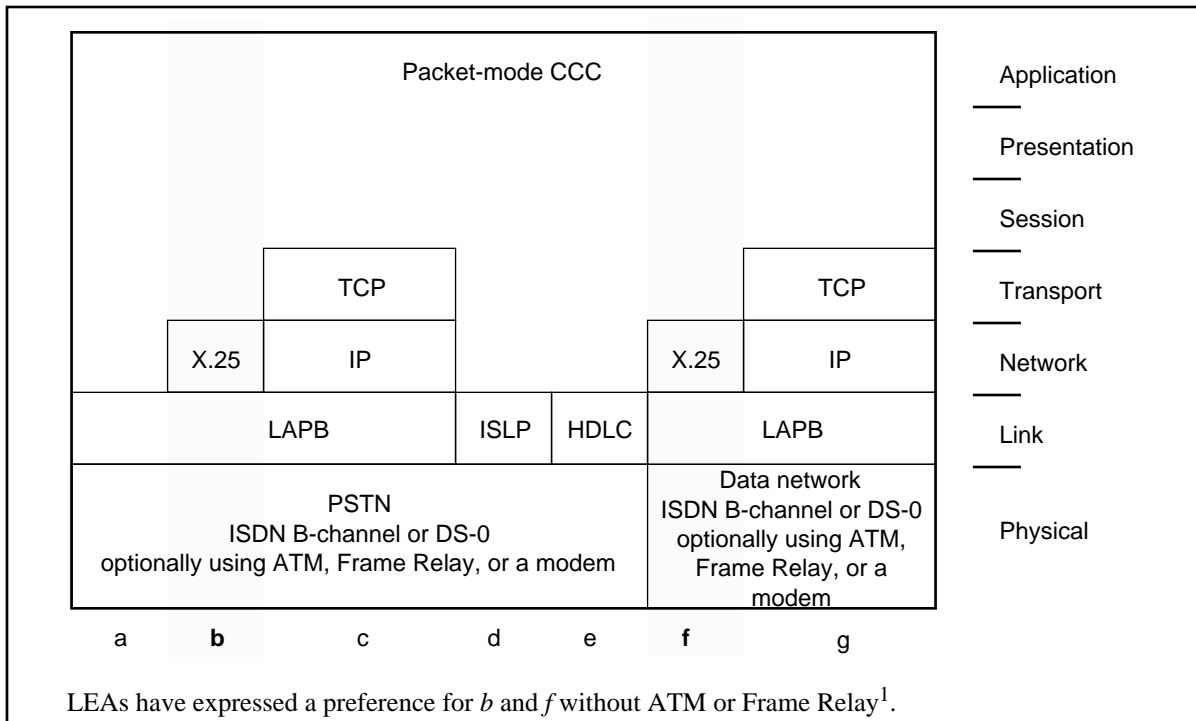 Packet-mode CCC
Application
Presentation
Session
TCP
TCP
Transport
X.25
IP
X.25
IP
Network
LAPB
ISLP
HDLC
LAPB
Link
PSTN
ISDN B-channel or DS-0
optionally using ATM, Frame Relay, or a modem
Data network
ISDN B-channel or DS-0
optionally using ATM,
Frame Relay, or a
modem
Physical
a
b
c
d
e
f
g
LEAs have expressed a preference for b and f without ATM or Frame Relay1.